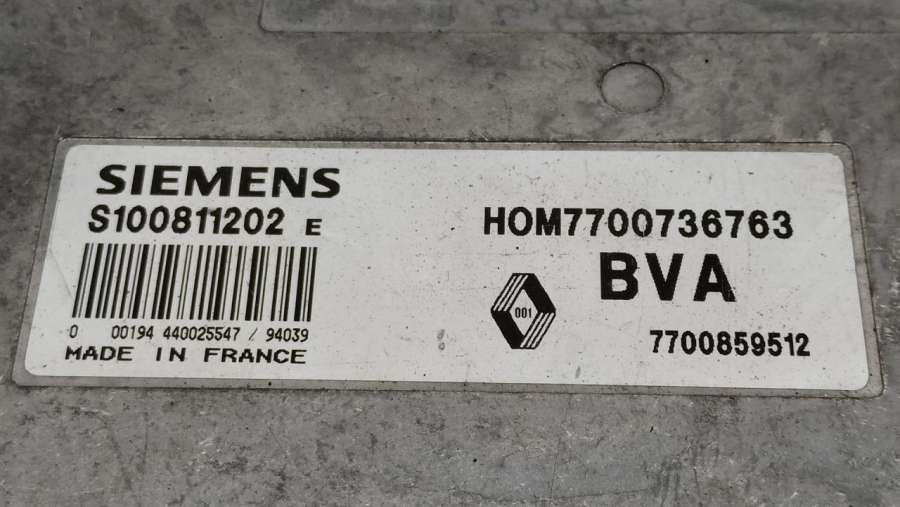 SIEMENS
S100811202 E
0 00194 440025547 / 94039
MADE IN FRANCE
HOM7700736763
BVA
001
7700859512